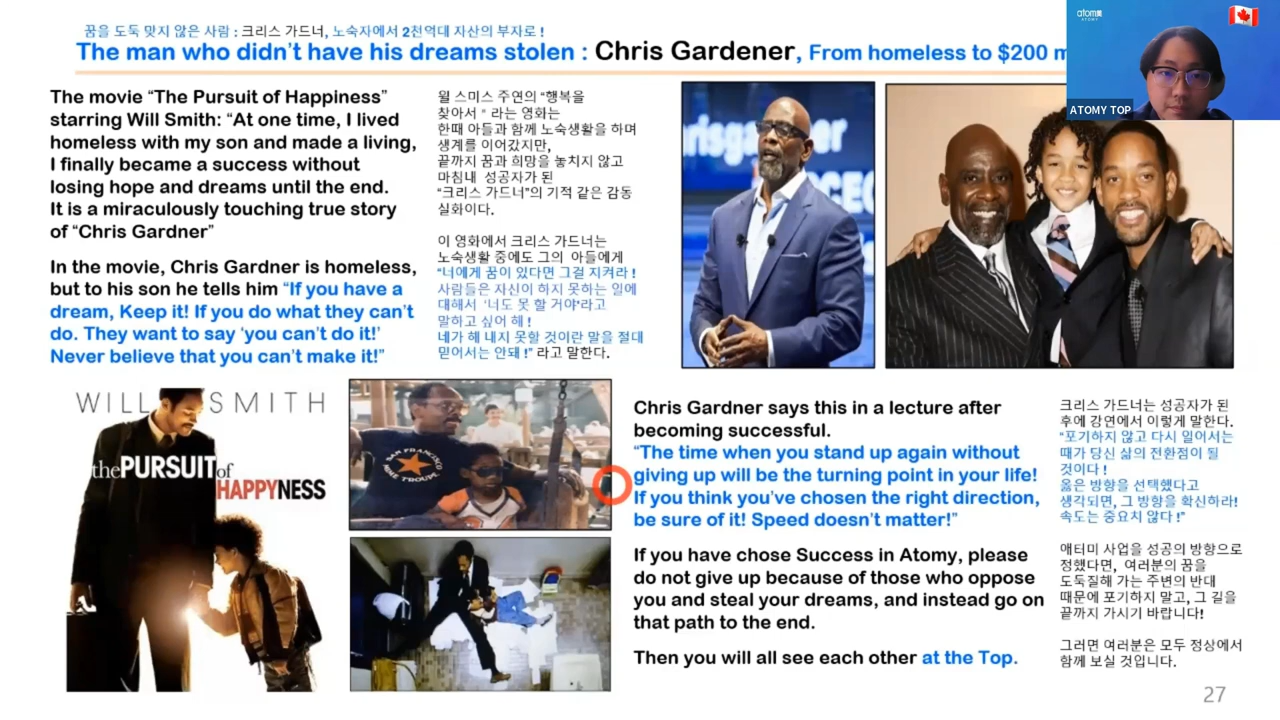 꿈을 도둑 맞지 않은 사람 : 크리스 가드너, 노숙자에서 2천억대 자산의 부자로 !
The man who didn't have his dreams stolen : Chris Gardener, From homeless to $200 m
atom美
ATOMY
ATOMY TOP
The movie “The Pursuit of Happiness”
starring Will Smith: “At one time, I lived
homeless with my son and made a living,
I finally became a success without
losing hope and dreams until the end.
It is a miraculously touching true story
of “Chris Gardner”
In the movie, Chris Gardner is homeless,
but to his son he tells him “If you have a
dream, Keep it! If you do what they can't
do. They want to say ‘you can't do it!’
Never believe that you can't make it!”
윌 스미스 주연의 “행복을
찾아서 “ 라는 영화는
한때 아들과 함께 노숙생활을 하며
생계를 이어갔지만,
끝까지 꿈과 희망을 놓치지 않고
마침내 성공자가 된
“크리스 가드너”의 기적 같은 감동
실화이다.
이 영화에서 크리스 가드너는
노숙생활 중에도 그의 아들에게
“너에게 꿈이 있다면 그걸 지켜라 !
사람들은 자신이 하지 못하는 일에
대해서 ‘너도 못 할 거야’라고
말하고 싶어 해 !
네가 해 내지 못할 것이란 말을 절대
믿어서는 안돼 !” 라고 말한다.
WILL SMITH
the PURSUIT of
HAPPYNESS
SAN FRANCISCO
MIME TROUPE
Chris Gardner says this in a lecture after
becoming successful.
“The time when you stand up again without
giving up will be the turning point in your life!
If you think you've chosen the right direction,
be sure of it! Speed doesn't matter!”
If you have chose Success in Atomy, please
do not give up because of those who oppose
you and steal your dreams, and instead go on
that path to the end.
Then you will all see each other at the Top.
크리스 가드너는 성공자가 된
후에 강연에서 이렇게 말한다.
“포기하지 않고 다시 일어서는
때가 당신 삶의 전환점이 될
것이다 !
옳은 방향을 선택했다고
생각되면, 그 방향을 확신하라!
속도는 중요치 않다 !”
애터미 사업을 성공의 방향으로
정했다면, 여러분의 꿈을
도둑질해 가는 주변의 반대
때문에 포기하지 말고, 그 길을
끝까지 가시기 바랍니다!
그러면 여러분은 모두 정상에서
함께 보실 것입니다.
27